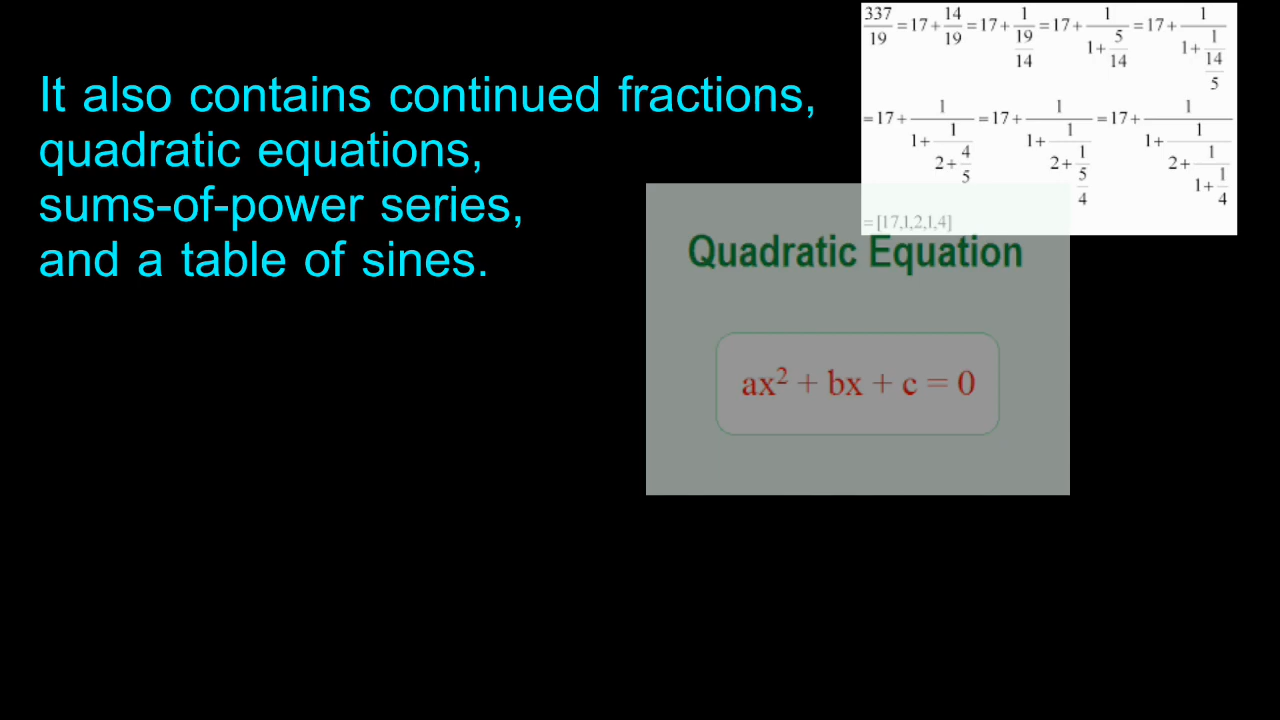 It also contains continued fractions,
quadratic equations,
sums-of-power series,
and a table of sines.
337/19 = 17 + 14/19 = 17 + 1/(19/14) = 17 + 1/(1 + 5/14) = 17 + 1/(1 + 1/(14/5))
= 17 + 1/(1 + 1/(2 + 4/5)) = 17 + 1/(1 + 1/(2 + 1/(5/4))) = 17 + 1/(1 + 1/(2 + 1/(1 + 1/4)))
= [17,1,2,1,4]
Quadratic Equation
ax² + bx + c = 0